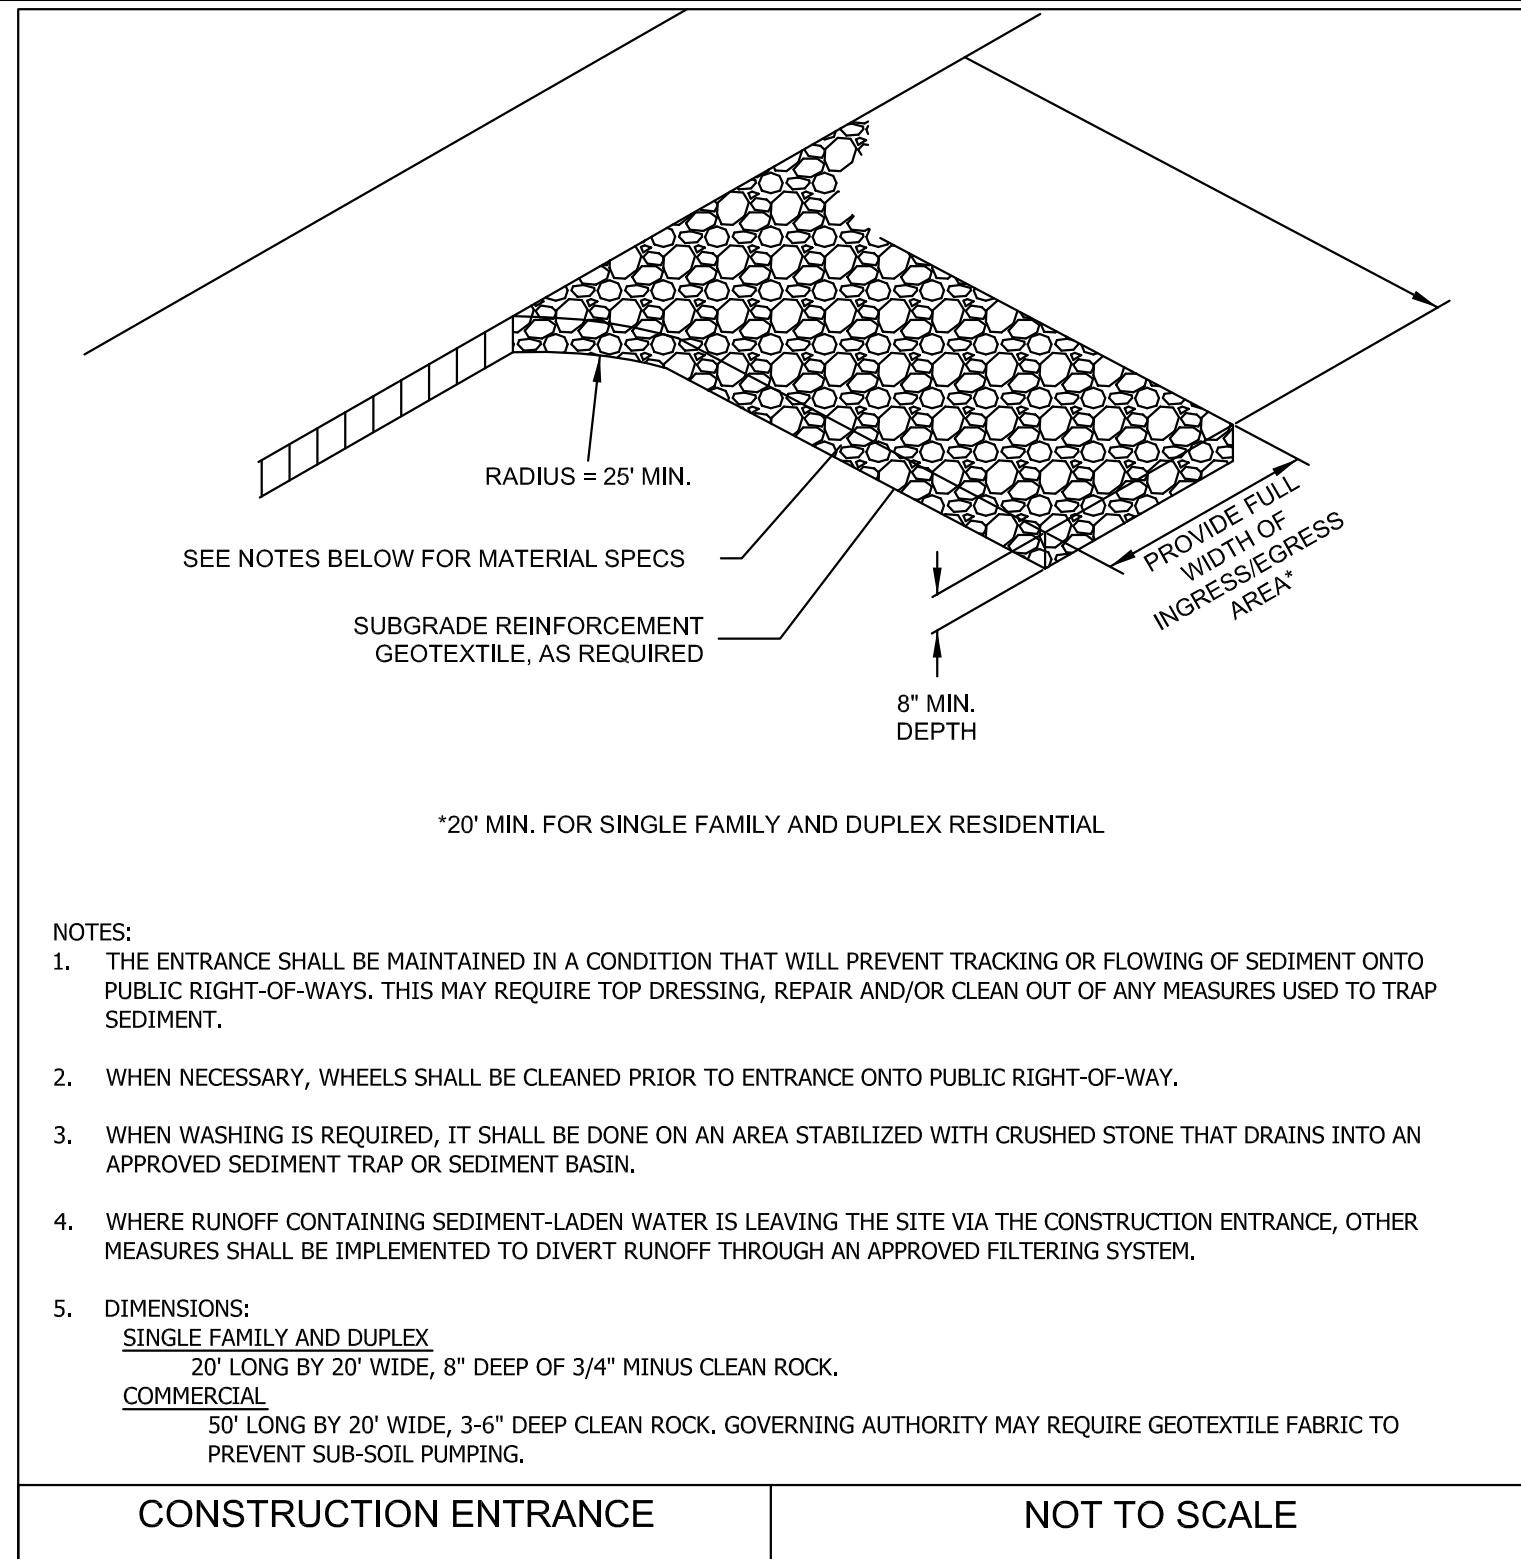 RADIUS = 25' MIN.
SEE NOTES BELOW FOR MATERIAL SPECS
SUBGRADE REINFORCEMENT
GEOTEXTILE, AS REQUIRED
PROVIDE FULL
WIDTH OF
INGRESS/EGRESS
AREA*
8" MIN.
DEPTH
*20' MIN. FOR SINGLE FAMILY AND DUPLEX RESIDENTIAL
NOTES:
1. THE ENTRANCE SHALL BE MAINTAINED IN A CONDITION THAT WILL PREVENT TRACKING OR FLOWING OF SEDIMENT ONTO
PUBLIC RIGHT-OF-WAYS. THIS MAY REQUIRE TOP DRESSING, REPAIR AND/OR CLEAN OUT OF ANY MEASURES USED TO TRAP
SEDIMENT.
2. WHEN NECESSARY, WHEELS SHALL BE CLEANED PRIOR TO ENTRANCE ONTO PUBLIC RIGHT-OF-WAY.
3. WHEN WASHING IS REQUIRED, IT SHALL BE DONE ON AN AREA STABILIZED WITH CRUSHED STONE THAT DRAINS INTO AN
APPROVED SEDIMENT TRAP OR SEDIMENT BASIN.
4. WHERE RUNOFF CONTAINING SEDIMENT-LADEN WATER IS LEAVING THE SITE VIA THE CONSTRUCTION ENTRANCE, OTHER
MEASURES SHALL BE IMPLEMENTED TO DIVERT RUNOFF THROUGH AN APPROVED FILTERING SYSTEM.
5. DIMENSIONS:
SINGLE FAMILY AND DUPLEX
20' LONG BY 20' WIDE, 8" DEEP OF 3/4" MINUS CLEAN ROCK.
COMMERCIAL
50' LONG BY 20' WIDE, 3-6" DEEP CLEAN ROCK. GOVERNING AUTHORITY MAY REQUIRE GEOTEXTILE FABRIC TO
PREVENT SUB-SOIL PUMPING.
CONSTRUCTION ENTRANCE
NOT TO SCALE